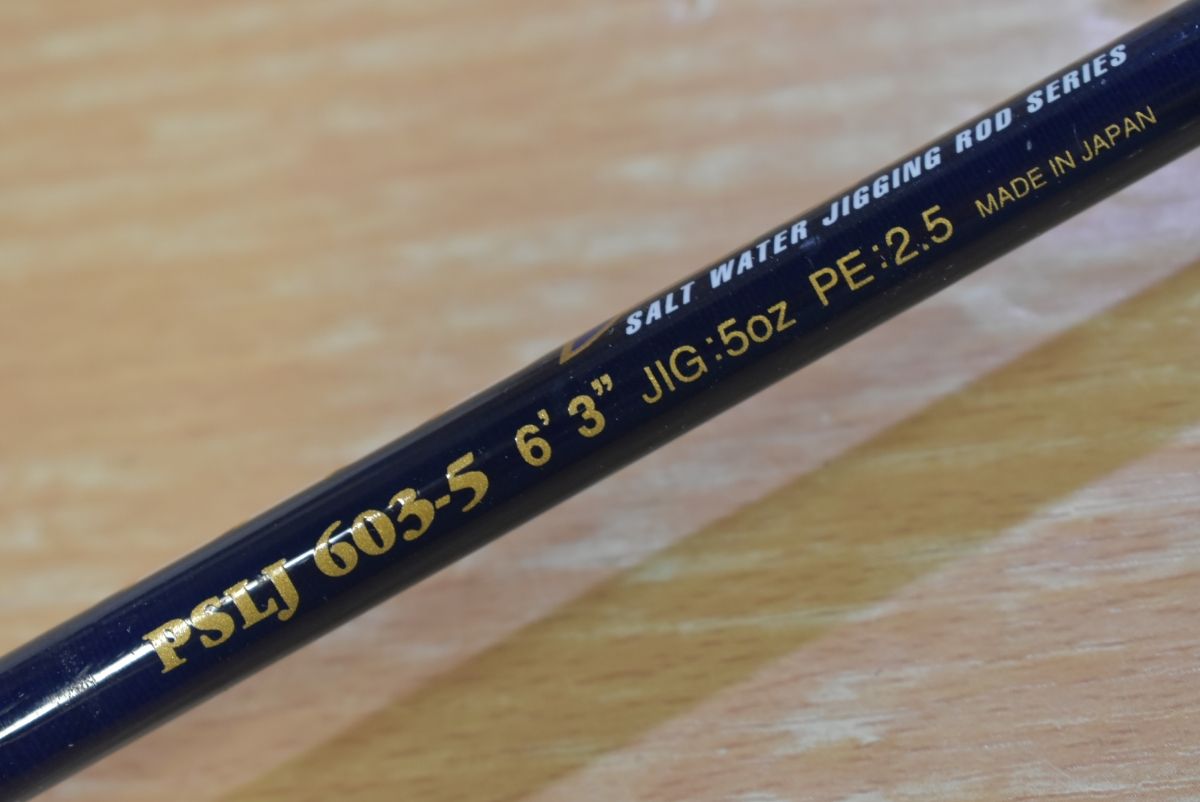 SALT WATER JIGGING ROD SERIES
PSLJ 603-5 6' 3" JIG:5oz PE:2.5 MADE IN JAPAN